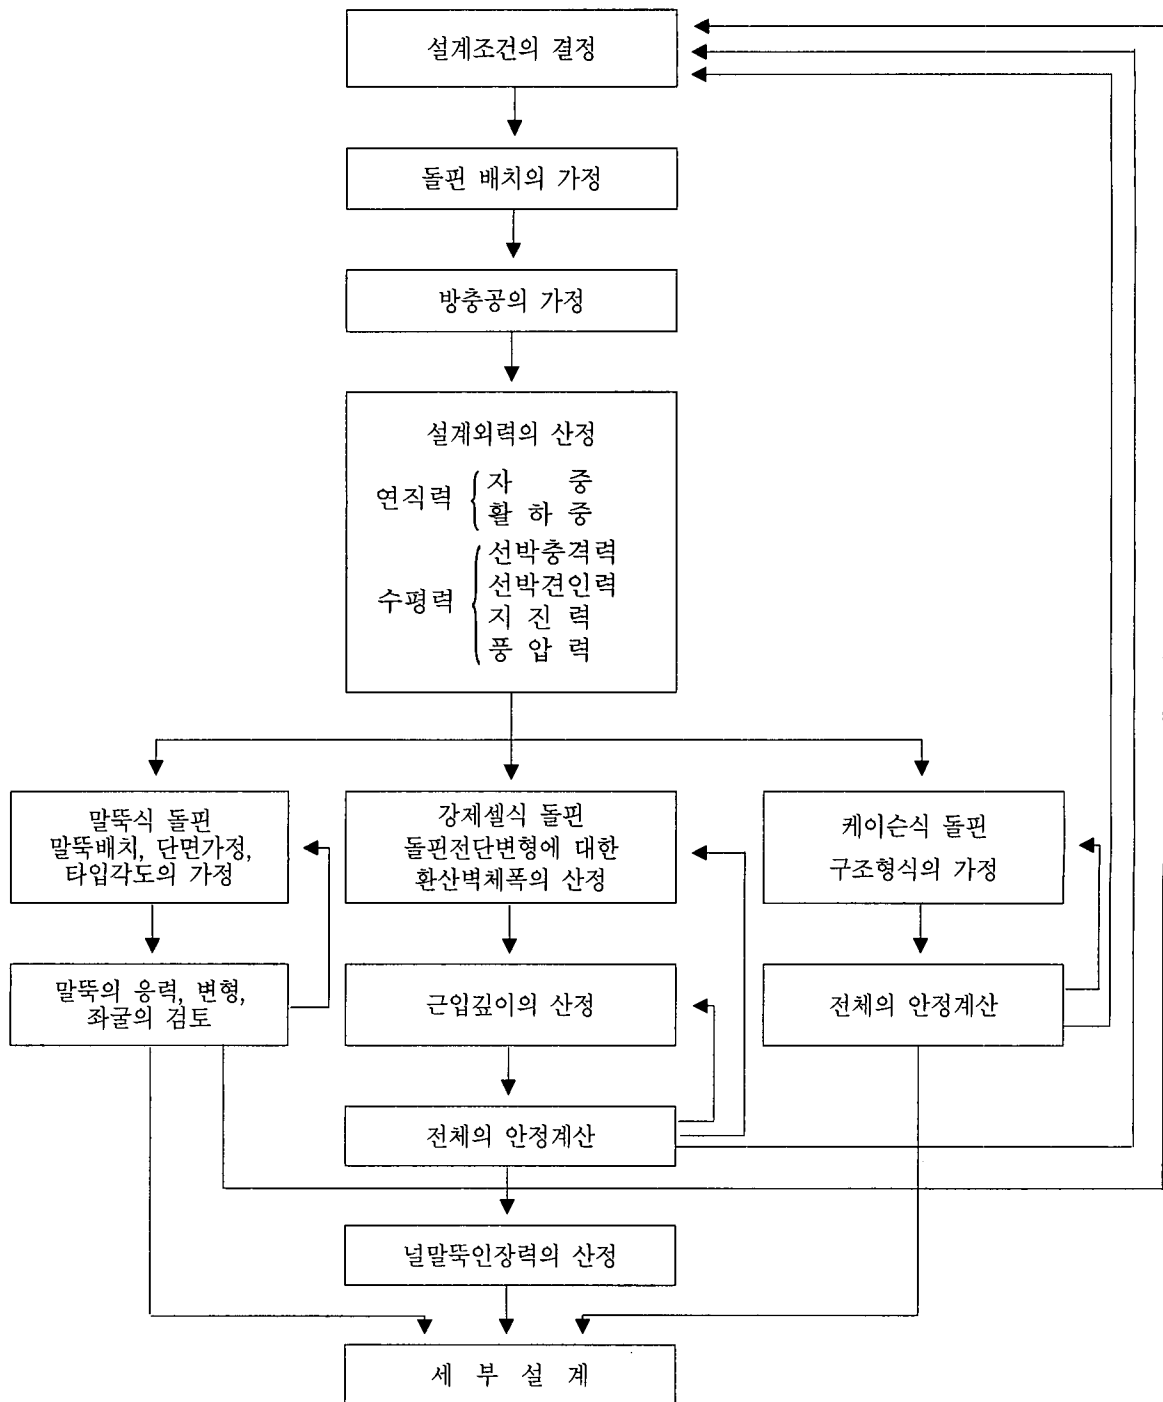 설계조건의 결정
돌핀 배치의 가정
방충공의 가정
설계외력의 산정
연직력 { 자 중
활 하 중
수평력 { 선박충격력
선박견인력
지 진 력
풍 압 력
말뚝식 돌핀
말뚝배치, 단면가정,
타입각도의 가정
강제셀식 돌핀
돌핀전단변형에 대한
환산벽체폭의 산정
케이슨식 돌핀
구조형식의 가정
말뚝의 응력, 변형,
좌굴의 검토
근입깊이의 산정
전체의 안정계산
전체의 안정계산
널말뚝인장력의 산정
세 부 설 계